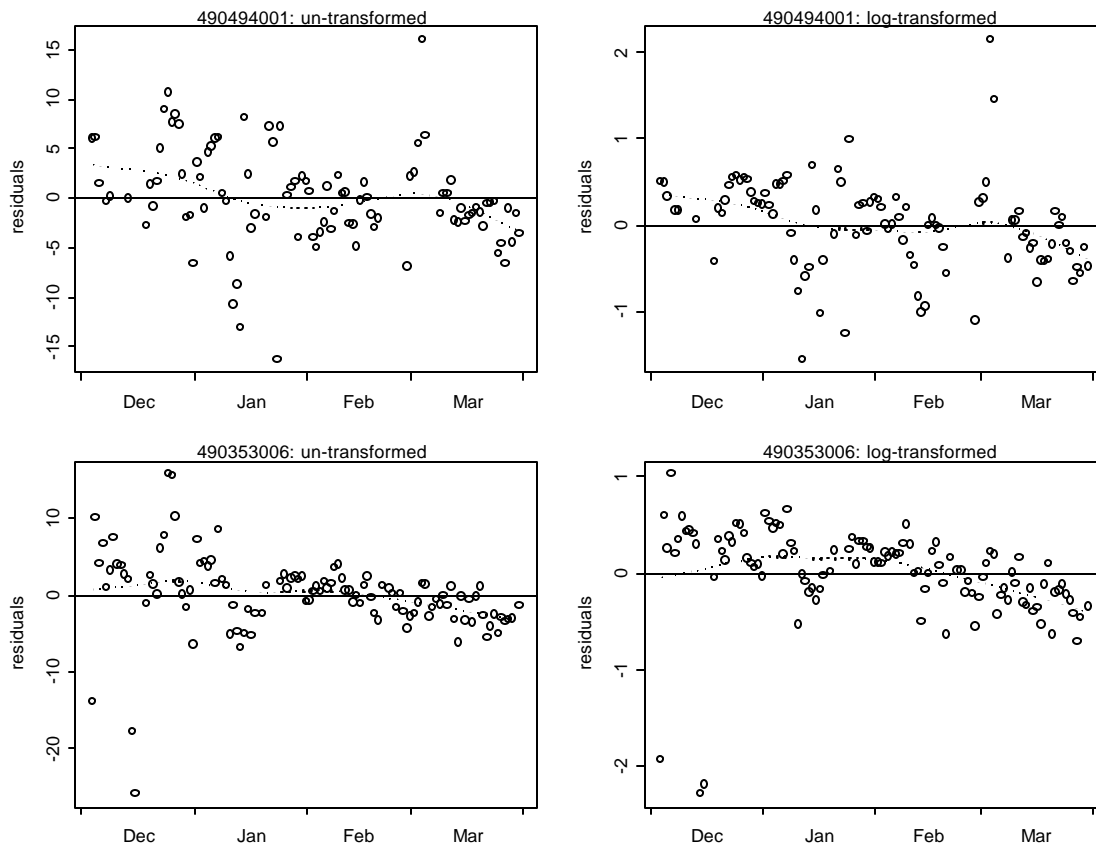 490494001: un-transformed
15
10
5
0
-5
-10
-15
residuals
Dec Jan Feb Mar
490494001: log-transformed
2
1
0
-1
residuals
Dec Jan Feb Mar
490353006: un-transformed
10
0
-10
-20
residuals
Dec Jan Feb Mar
490353006: log-transformed
1
0
-1
-2
residuals
Dec Jan Feb Mar